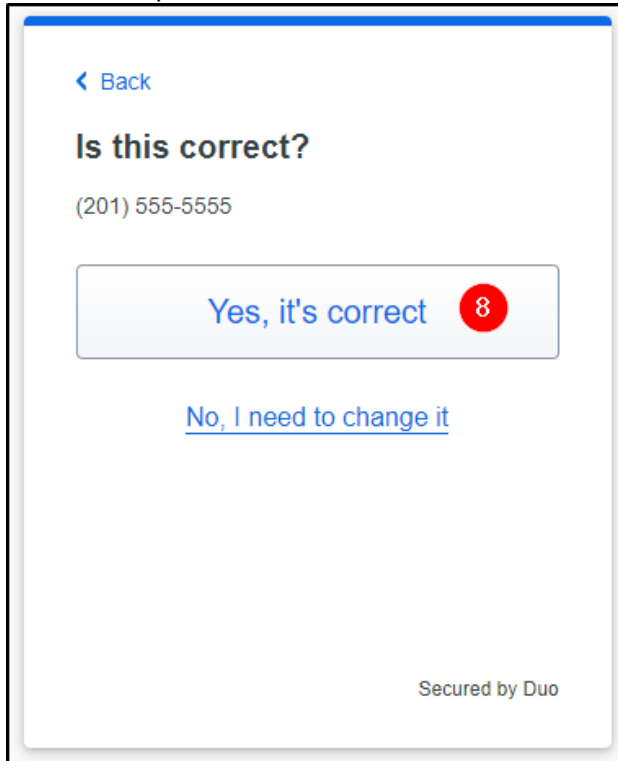 Back
Is this correct?
(201) 555-5555
Yes, it's correct 8
No, I need to change it
Secured by Duo